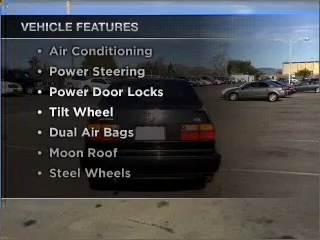 VEHICLE FEATURES
• Air Conditioning
• Power Steering
• Power Door Locks
• Tilt Wheel
• Dual Air Bags
• Moon Roof
• Steel Wheels